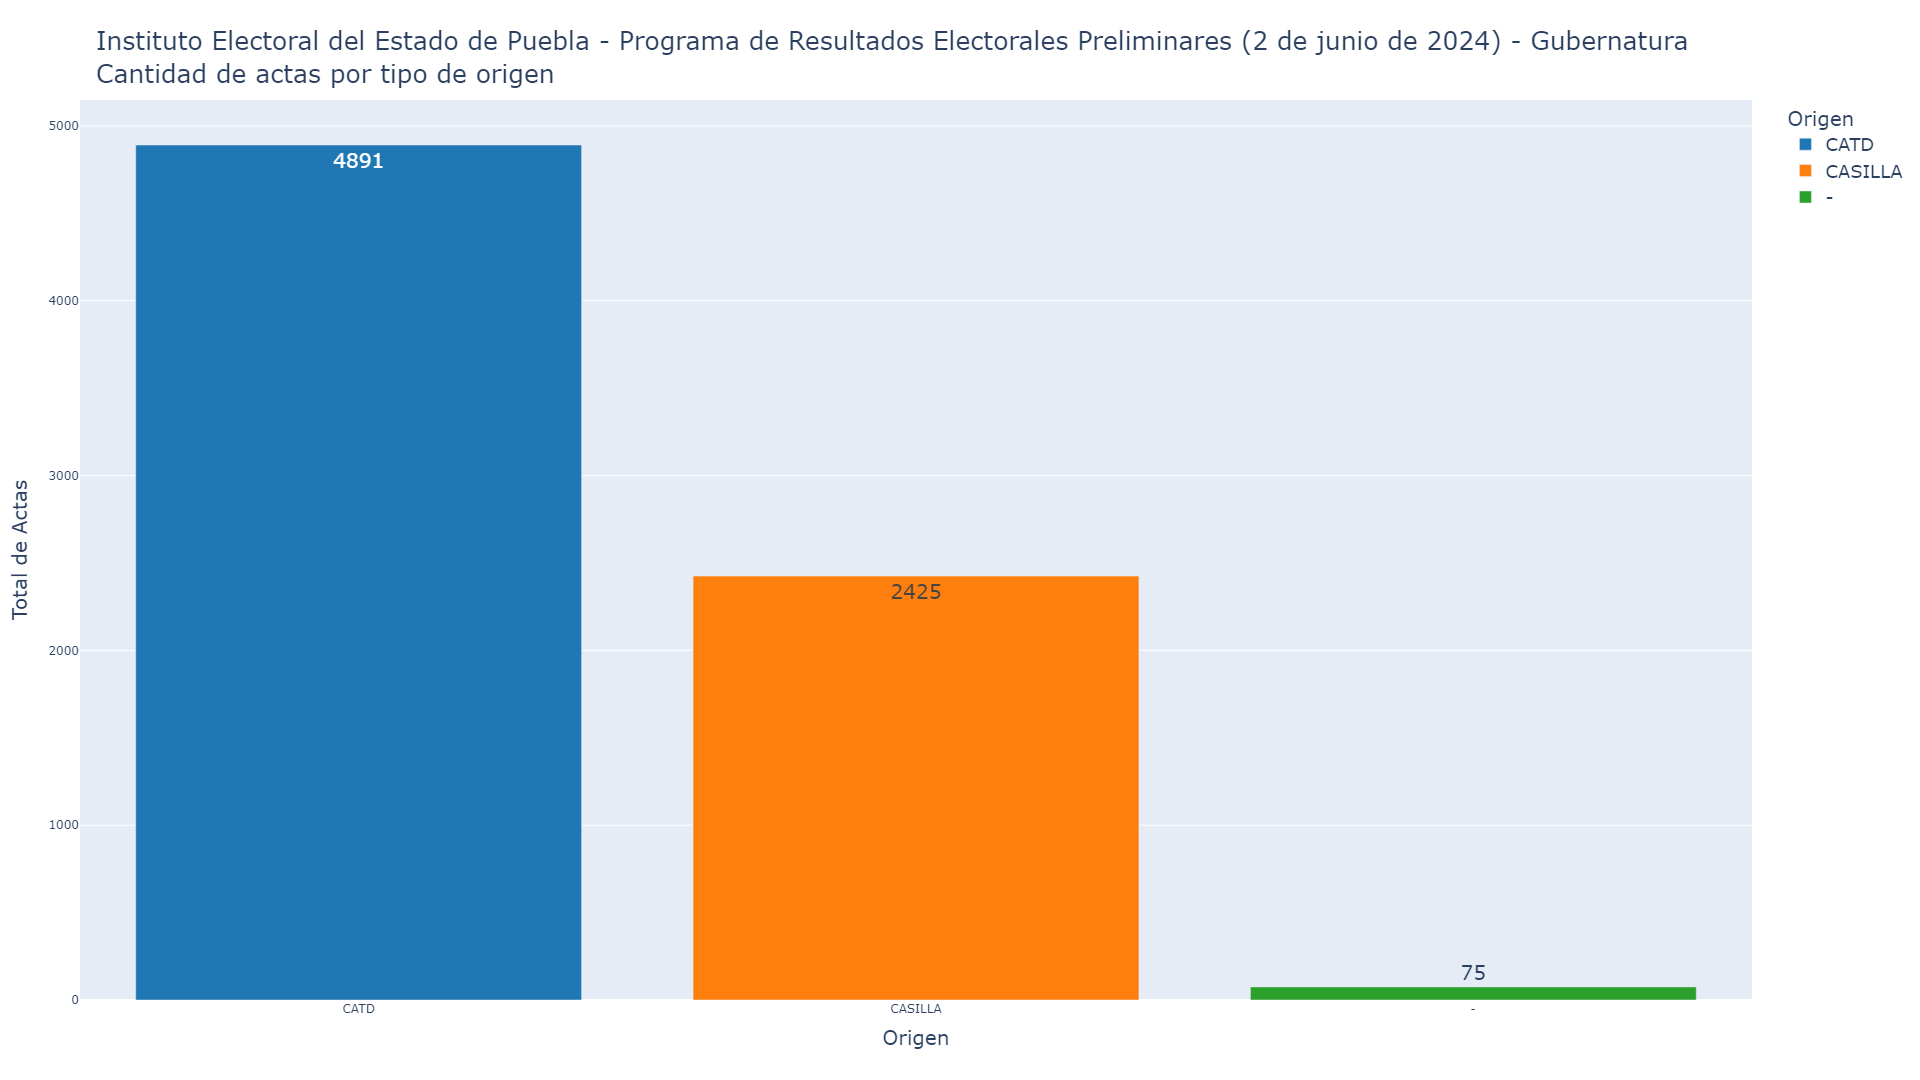 Instituto Electoral del Estado de Puebla - Programa de Resultados Electorales Preliminares (2 de junio de 2024) - Gubernatura
Cantidad de actas por tipo de origen
Origen
CATD
CASILLA
-
Total de Actas
5000
4000
3000
2000
1000
0
4891
2425
75
CATD
CASILLA
-
Origen